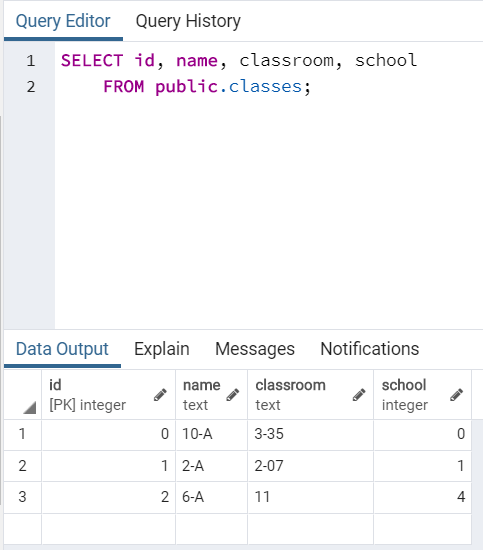 Query Editor Query History
1 SELECT id, name, classroom, school
2 FROM public.classes;
Data Output Explain Messages Notifications
id name classroom school
[PK] integer text text integer
1 0 10-A 3-35 0
2 1 2-A 2-07 1
3 2 6-A 11 4